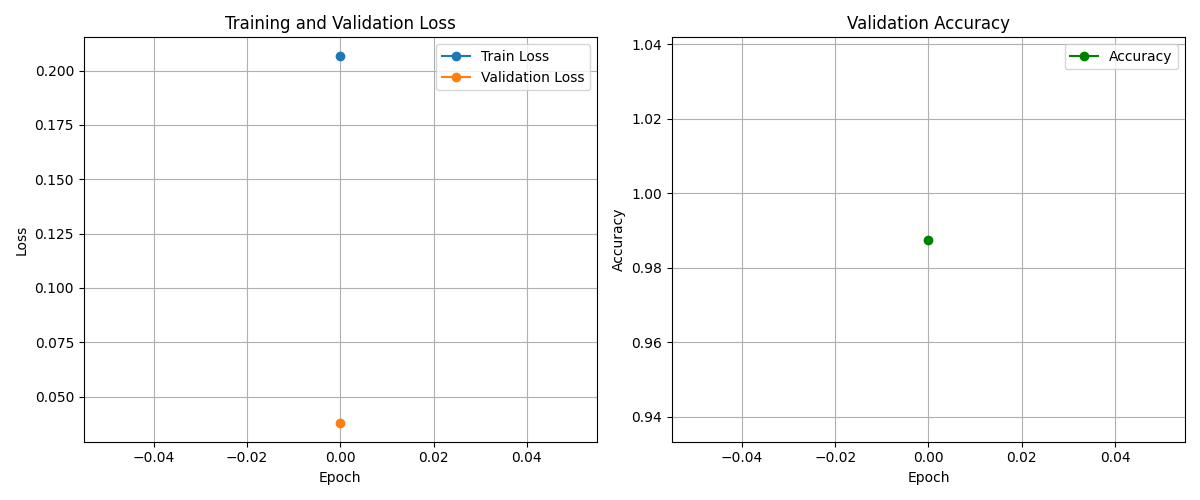 Training and Validation Loss
Train Loss
Validation Loss
0.200
0.175
0.150
0.125
0.100
0.075
0.050
Loss
−0.04 −0.02 0.00 0.02 0.04
Epoch
Validation Accuracy
Accuracy
1.04
1.02
1.00
0.98
0.96
0.94
Accuracy
−0.04 −0.02 0.00 0.02 0.04
Epoch